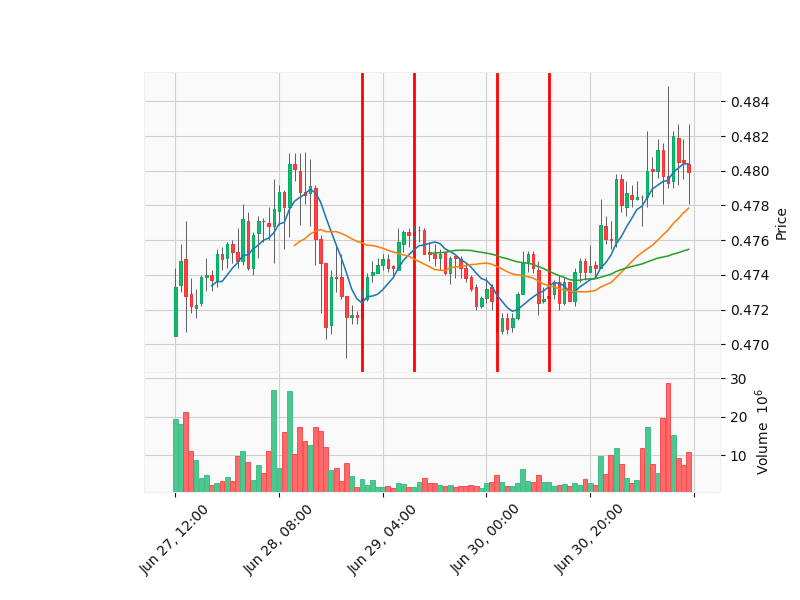 0.484
0.482
0.480
0.478
0.476
0.474
0.472
0.470
Price
30
20
10
Volume 10^6
Jun 27, 12:00
Jun 28, 08:00
Jun 29, 04:00
Jun 30, 00:00
Jun 30, 20:00